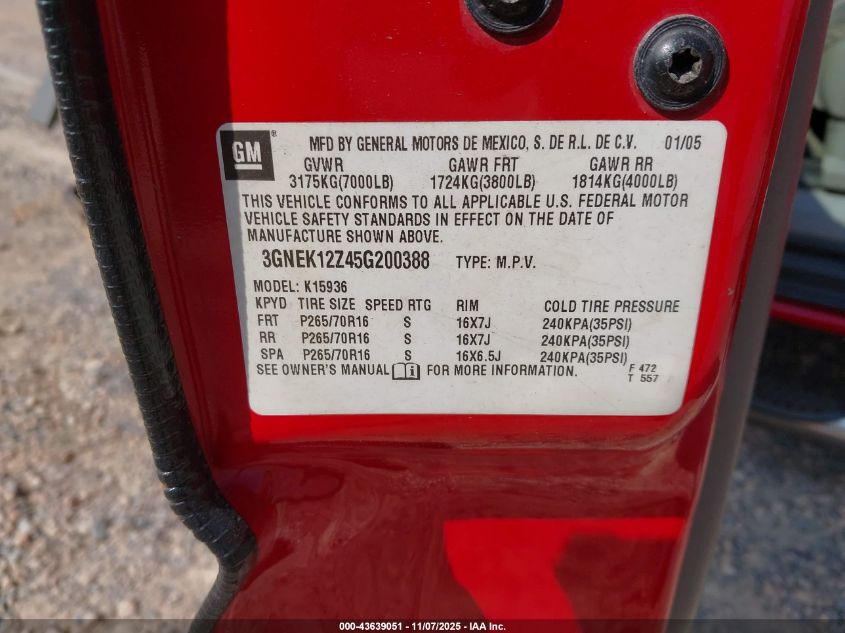 GM ® MFD BY GENERAL MOTORS DE MEXICO, S. DE R.L. DE C.V. 01/05
GVWR GAWR FRT GAWR RR
3175KG(7000LB) 1724KG(3800LB) 1814KG(4000LB)
THIS VEHICLE CONFORMS TO ALL APPLICABLE U.S. FEDERAL MOTOR
VEHICLE SAFETY STANDARDS IN EFFECT ON THE DATE OF
MANUFACTURE SHOWN ABOVE.
3GNEK12Z45G200388 TYPE: M.P.V.
MODEL: K15936
KPYD TIRE SIZE SPEED RTG RIM COLD TIRE PRESSURE
FRT P265/70R16 S 16X7J 240KPA(35PSI)
RR P265/70R16 S 16X7J 240KPA(35PSI)
SPA P265/70R16 S 16X6.5J 240KPA(35PSI)
SEE OWNER'S MANUAL i FOR MORE INFORMATION. F 472
T 557
000-43639051 - 11/07/2025 - IAA Inc.